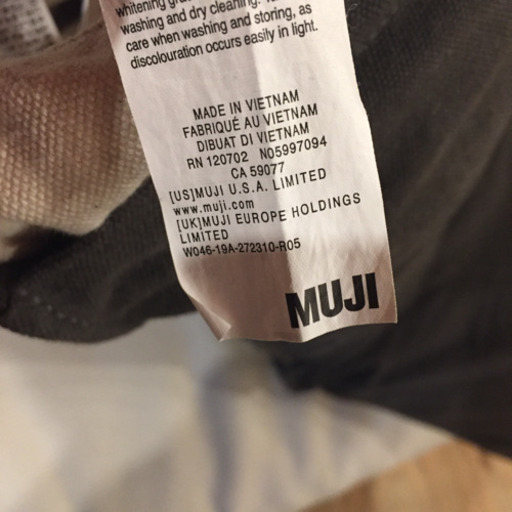 whitening
washing and dry cleaning.
care when washing and storing, as
discolouration occurs easily in light.
MADE IN VIETNAM
FABRIQUÉ AU VIETNAM
DIBUAT DI VIETNAM
RN 120702 NO5997094
CA 59077
[US]MUJI U.S.A. LIMITED
www.muji.com
[UK]MUJI EUROPE HOLDINGS
LIMITED
W046-19A-272310-R05
MUJI